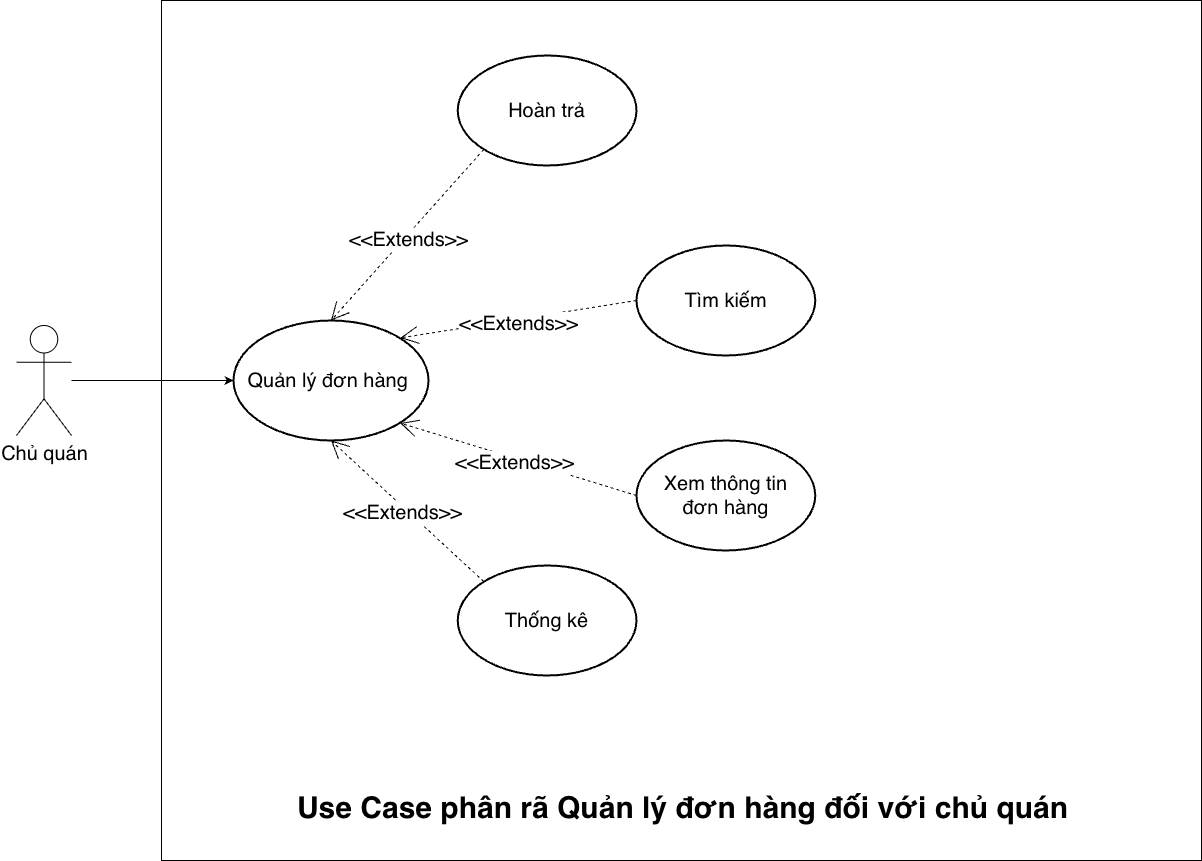 Hoàn trả
<<Extends>>
Tìm kiếm
<<Extends>>
Quản lý đơn hàng
Chủ quán
<<Extends>>
Xem thông tin
đơn hàng
<<Extends>>
Thống kê
Use Case phân rã Quản lý đơn hàng đối với chủ quán